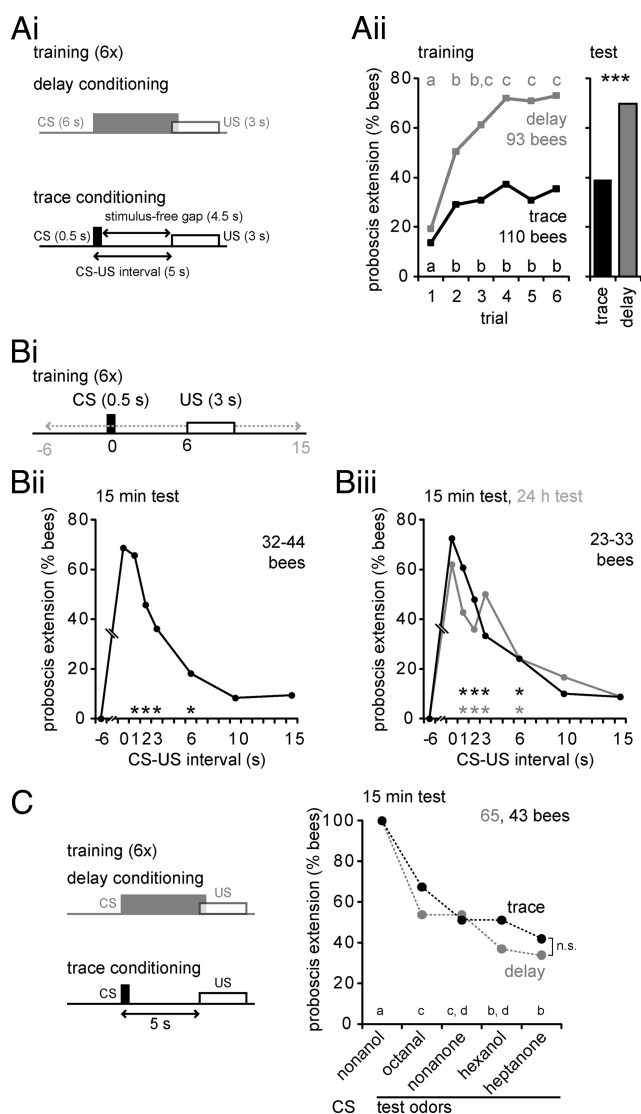 Ai
training (6x)
delay conditioning
CS (6 s)
US (3 s)
trace conditioning
stimulus-free gap (4.5 s)
CS (0.5 s)
US (3 s)
CS-US interval (5 s)
Aii
training
test
proboscis extension (% bees)
80
60
40
20
0
a b b,c c c c
delay
93 bees
trace
110 bees
a b b b b b
1 2 3 4 5 6
trial
***
trace
delay
Bi
training (6x)
CS (0.5 s)
US (3 s)
-6 0 6 15
Bii
15 min test
proboscis extension (% bees)
80
60
40
20
0
32-44
bees
*** *
-6 0 1 2 3 6 10 15
CS-US interval (s)
Biii
15 min test, 24 h test
proboscis extension (% bees)
80
60
40
20
0
23-33
bees
*** *
*** *
-6 0 1 2 3 6 10 15
CS-US interval (s)
C
training (6x)
delay conditioning
CS
US
trace conditioning
CS
US
5 s
15 min test
proboscis extension (% bees)
100
80
60
40
20
0
65, 43 bees
trace
n.s.
delay
a c c, d b, d b
nonanol
octanal
nonanone
hexanol
heptanone
CS test odors